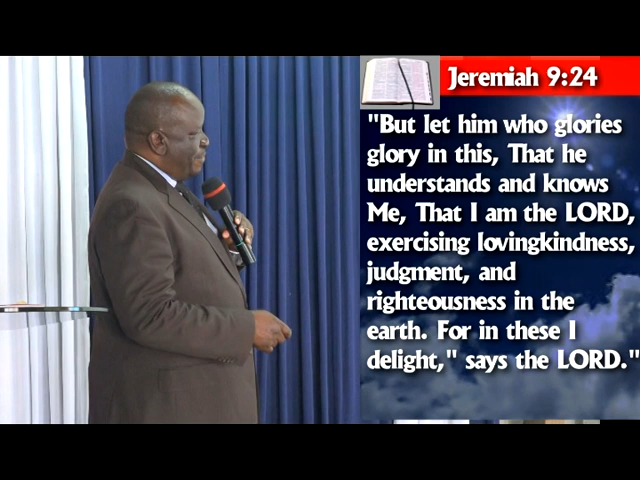 Jeremiah 9:24
"But let him who glories
glory in this, That he
understands and knows
Me, That I am the LORD,
exercising lovingkindness,
judgment, and
righteousness in the
earth. For in these I
delight," says the LORD."